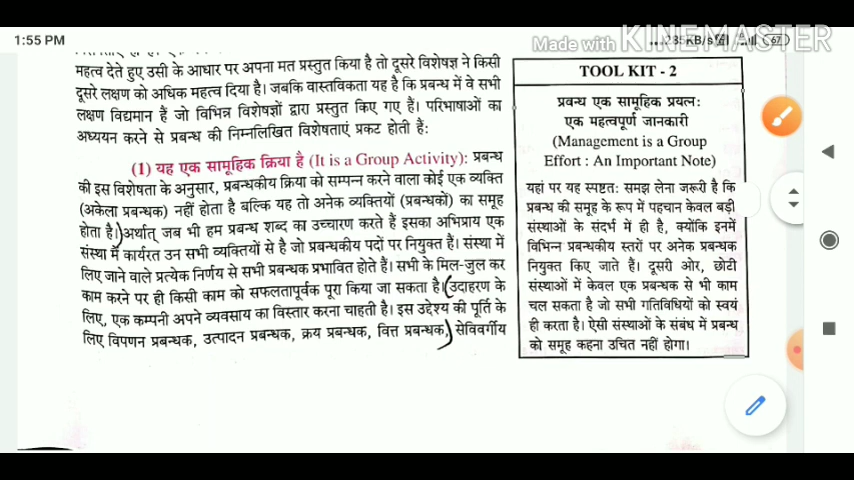 1:55 PM
Made with KINEMASTER
महत्व देते हुए उसी के आधार पर अपना मत प्रस्तुत किया है तो दूसरे विशेषज्ञ ने किसी
दूसरे लक्षण को अधिक महत्व दिया है। जबकि वास्तविकता यह है कि प्रबन्ध में वे सभी
लक्षण विद्यमान हैं जो विभिन्न विशेषज्ञों द्वारा प्रस्तुत किए गए हैं। परिभाषाओं का
अध्ययन करने से प्रबन्ध की निम्नलिखित विशेषताएं प्रकट होती हैं:
(1) यह एक सामूहिक क्रिया है (It is a Group Activity): प्रबन्ध
की इस विशेषता के अनुसार, प्रबन्धकीय क्रिया को सम्पन्न करने वाला कोई एक व्यक्ति
(अकेला प्रबन्धक) नहीं होता है बल्कि यह तो अनेक व्यक्तियों (प्रबन्धकों) का समूह
होता है। अर्थात् जब भी हम प्रबन्ध शब्द का उच्चारण करते हैं इसका अभिप्राय एक
संस्था में कार्यरत उन सभी व्यक्तियों से है जो प्रबन्धकीय पदों पर नियुक्त हैं। संस्था में
लिए जाने वाले प्रत्येक निर्णय से सभी प्रबन्धक प्रभावित होते हैं। सभी के मिल-जुल कर
काम करने पर ही किसी काम को सफलतापूर्वक पूरा किया जा सकता है। उदाहरण के
लिए, एक कम्पनी अपने व्यवसाय का विस्तार करना चाहती है। इस उद्देश्य की पूर्ति के
लिए विपणन प्रबन्धक, उत्पादन प्रबन्धक, क्रय प्रबन्धक, वित्त प्रबन्धक, सेविवर्गीय
TOOL KIT - 2
प्रबन्ध एक सामूहिक प्रयत्न:
एक महत्वपूर्ण जानकारी
(Management is a Group
Effort : An Important Note)
यहां पर यह स्पष्टत: समझ लेना जरूरी है कि
प्रबन्ध की समूह के रूप में पहचान केवल बड़ी
संस्थाओं के संदर्भ में ही है, क्योंकि इनमें
विभिन्न प्रबन्धकीय स्तरों पर अनेक प्रबन्धक
नियुक्त किए जाते हैं। दूसरी ओर, छोटी
संस्थाओं में केवल एक प्रबन्धक से भी काम
चल सकता है जो सभी गतिविधियों को स्वयं
ही करता है। ऐसी संस्थाओं के संबंध में प्रबन्ध
को समूह कहना उचित नहीं होगा।